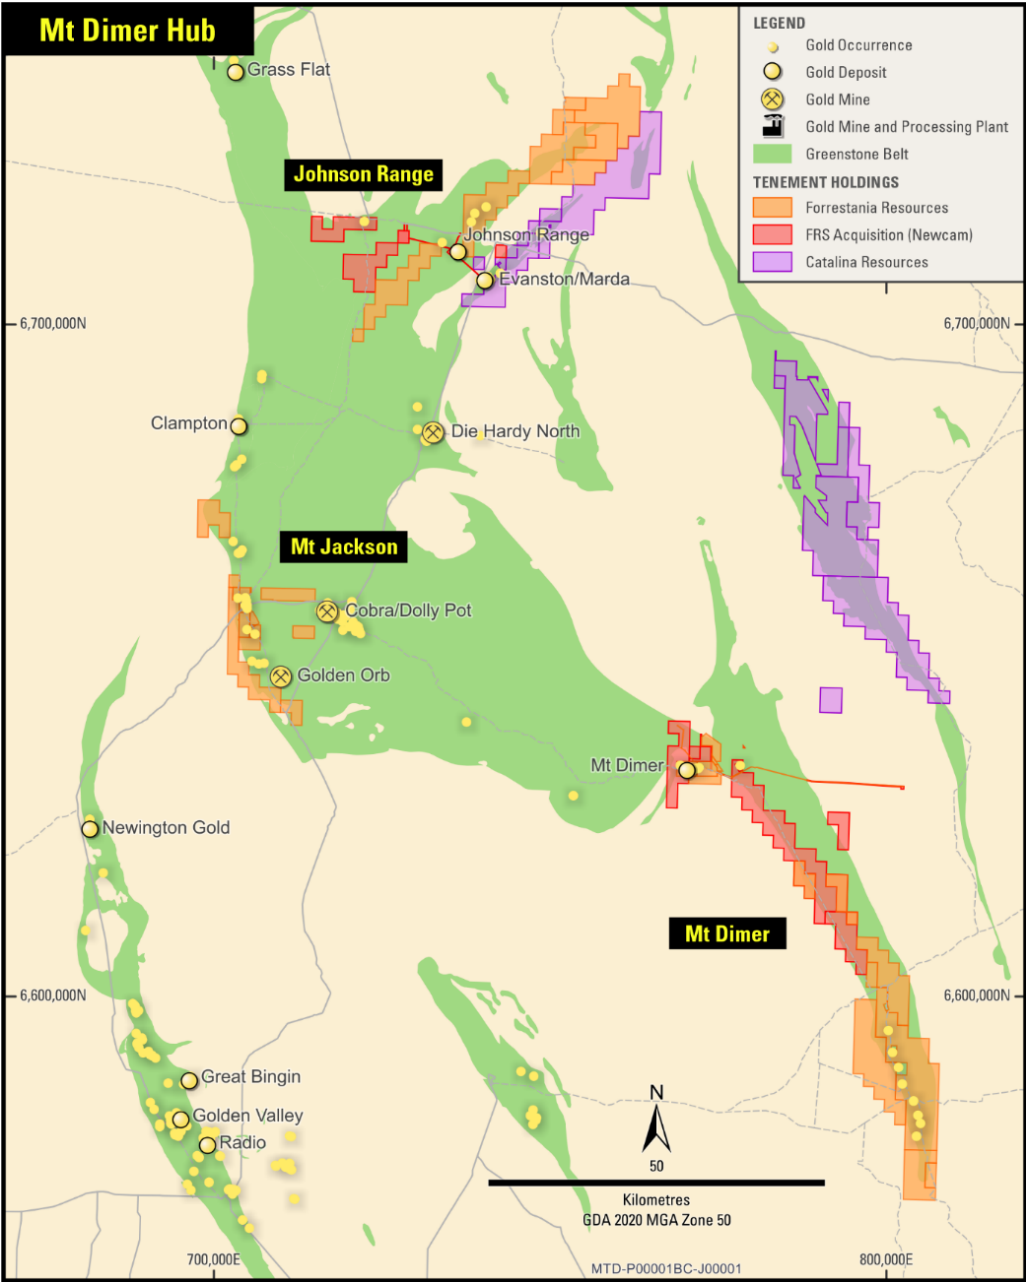 Mt Dimer Hub
LEGEND
Gold Occurrence
Gold Deposit
Gold Mine
Gold Mine and Processing Plant
Greenstone Belt
TENEMENT HOLDINGS
Forrestania Resources
FRS Acquisition (Newcam)
Catalina Resources
Grass Flat
Johnson Range
Johnson Range
Evanston/Marda
6,700,000N
6,700,000N
Clampton
Die Hardy North
Mt Jackson
Cobra/Dolly Pot
Golden Orb
Mt Dimer
Newington Gold
Mt Dimer
6,600,000N
6,600,000N
Great Bingin
Golden Valley
Radio
N
50
Kilometres
GDA 2020 MGA Zone 50
700,000E
800,000E
MTD-P00001BC-J00001